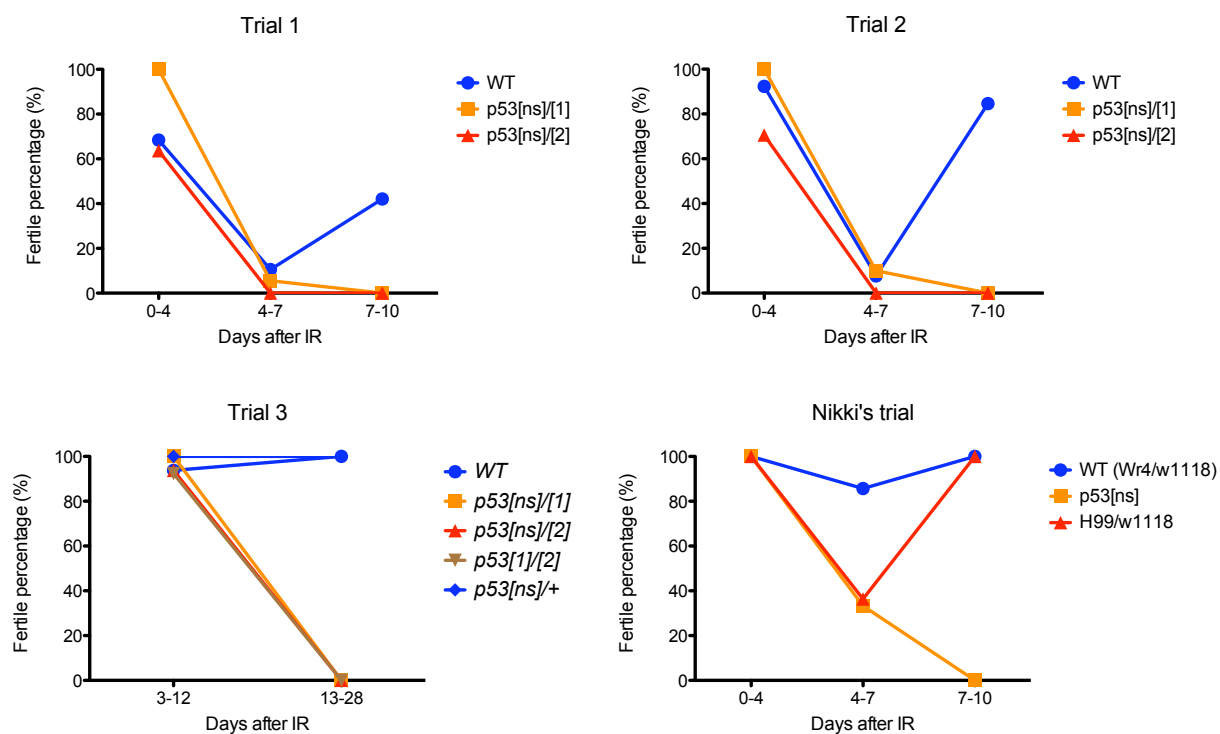 Trial 1
Fertile percentage (%)
100
80
60
40
20
0
0-4 4-7 7-10
Days after IR
WT
p53[ns]/[1]
p53[ns]/[2]
Trial 2
Fertile percentage (%)
100
80
60
40
20
0
0-4 4-7 7-10
Days after IR
WT
p53[ns]/[1]
p53[ns]/[2]
Trial 3
Fertile percentage (%)
100
80
60
40
20
0
3-12 13-28
Days after IR
WT
p53[ns]/[1]
p53[ns]/[2]
p53[1]/[2]
p53[ns]/+
Nikki's trial
Fertile percentage (%)
100
80
60
40
20
0
0-4 4-7 7-10
Days after IR
WT (Wr4/w1118)
p53[ns]
H99/w1118